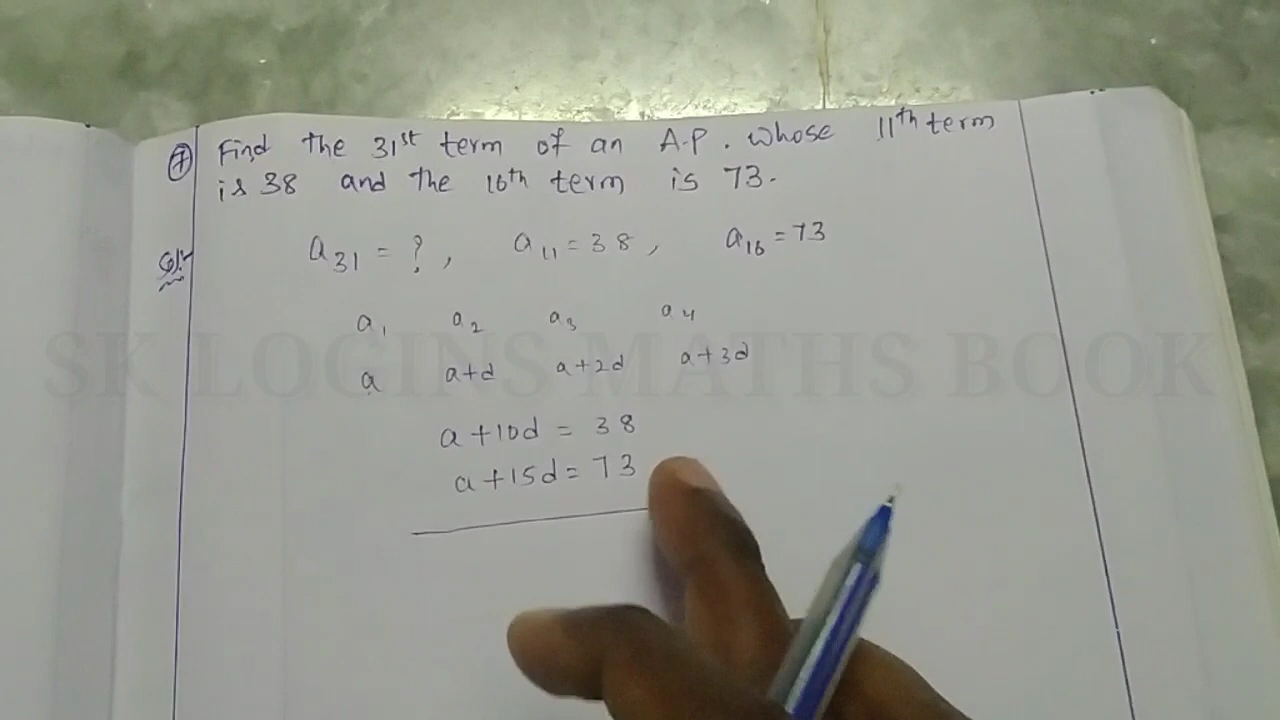 7 Find the 31st term of an A.P. whose 11th term
is 38 and the 16th term is 73.
Sol:-
a31 = ?, a11 = 38, a16 = 73
a1 a2 a3 a4
a a+d a+2d a+3d
SK LOGINS MATHS BOOK
a+10d = 38
a+15d = 73